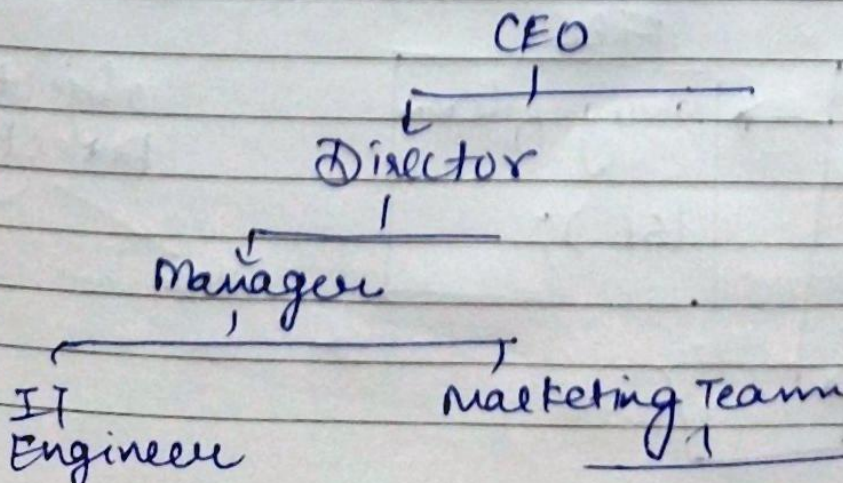 CEO
Director
Manager
IT Marketing Team
Engineer